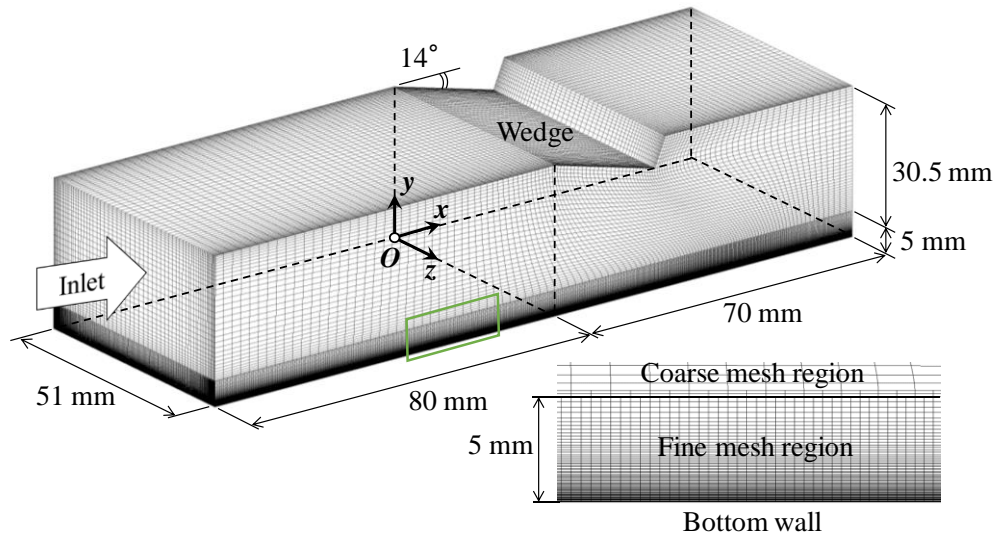 14°
Wedge
30.5 mm
y
x
O
z
5 mm
Inlet
70 mm
51 mm
80 mm
Coarse mesh region
5 mm
Fine mesh region
Bottom wall